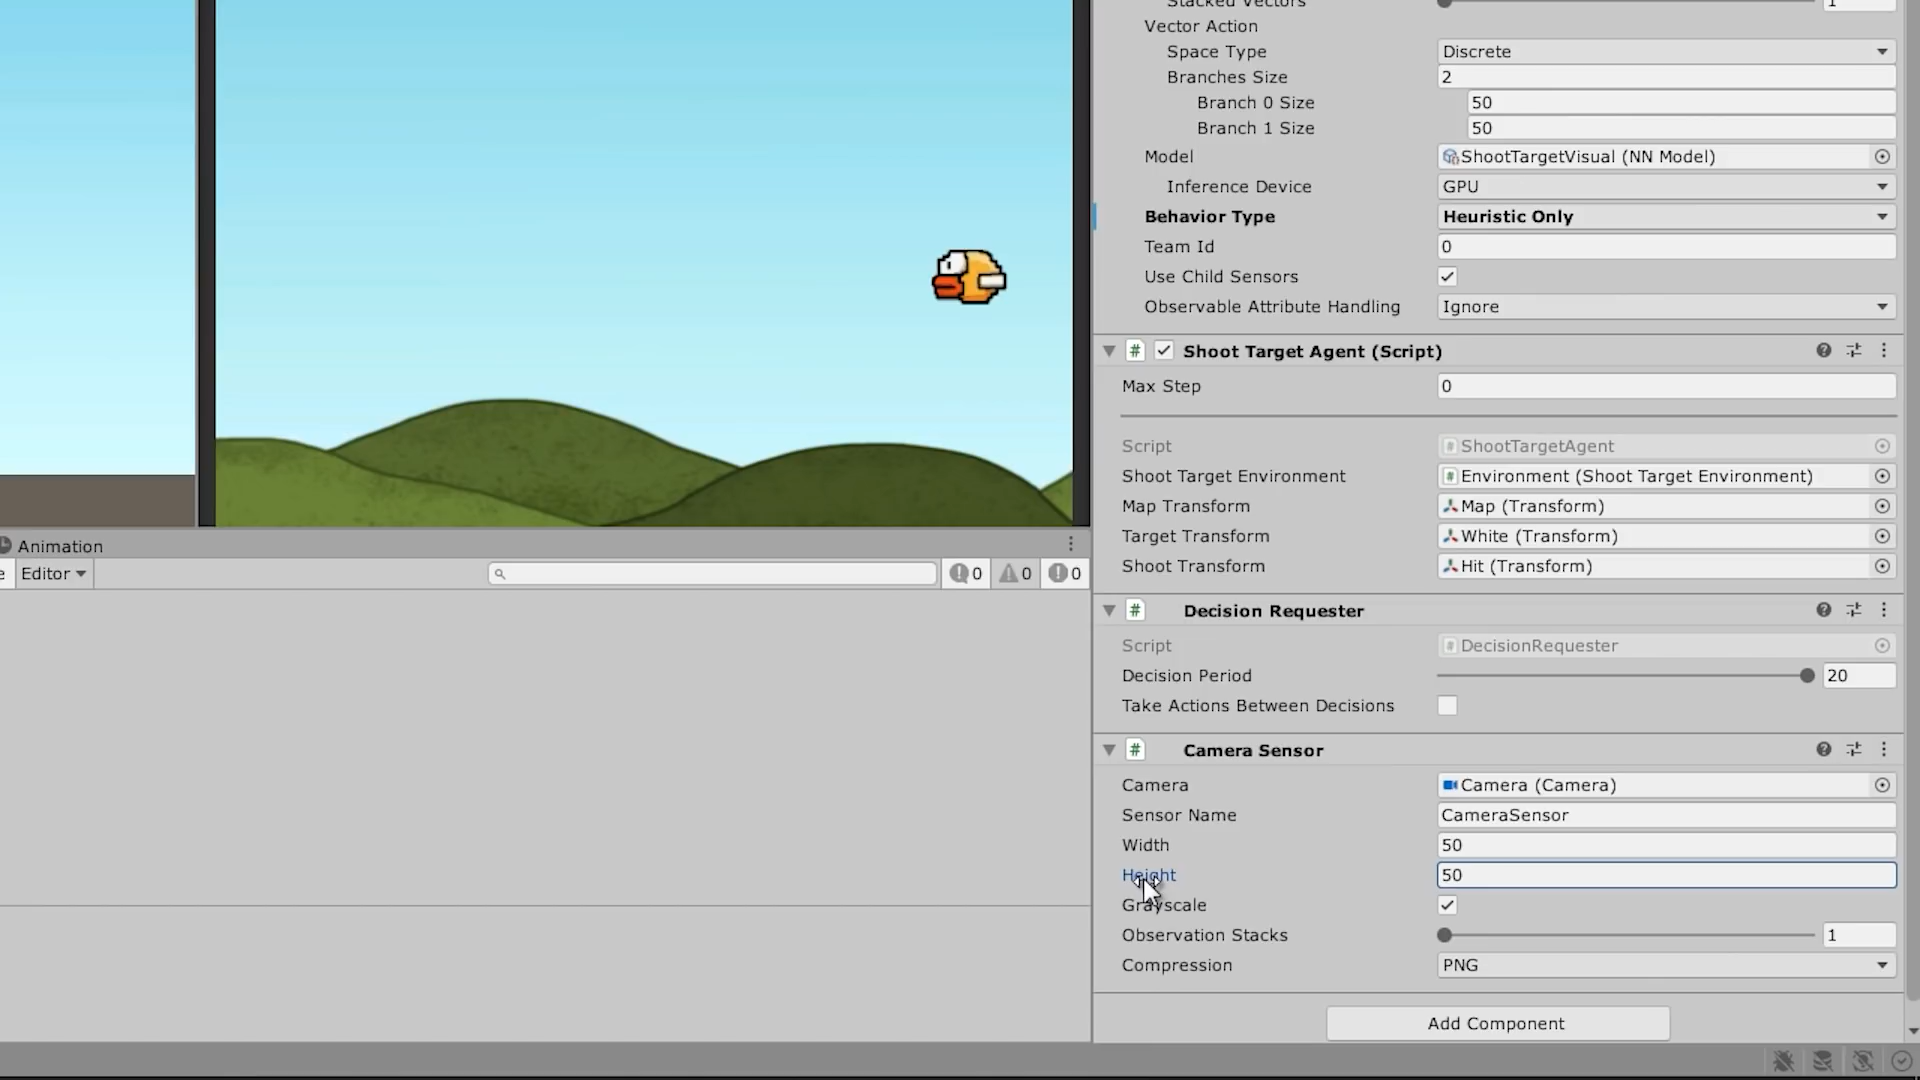 Stacked Vectors 1
Vector Action
Space Type Discrete
Branches Size 2
Branch 0 Size 50
Branch 1 Size 50
Model ShootTargetVisual (NN Model)
Inference Device GPU
Behavior Type Heuristic Only
Team Id 0
Use Child Sensors
Observable Attribute Handling Ignore
# Shoot Target Agent (Script)
Max Step 0
Script # ShootTargetAgent
Shoot Target Environment # Environment (Shoot Target Environment)
Map Transform Map (Transform)
Target Transform White (Transform)
Shoot Transform Hit (Transform)
# Decision Requester
Script # DecisionRequester
Decision Period 20
Take Actions Between Decisions
# Camera Sensor
Camera Camera (Camera)
Sensor Name CameraSensor
Width 50
Height 50
Grayscale
Observation Stacks 1
Compression PNG
Add Component
Animation
e Editor 0 0 0